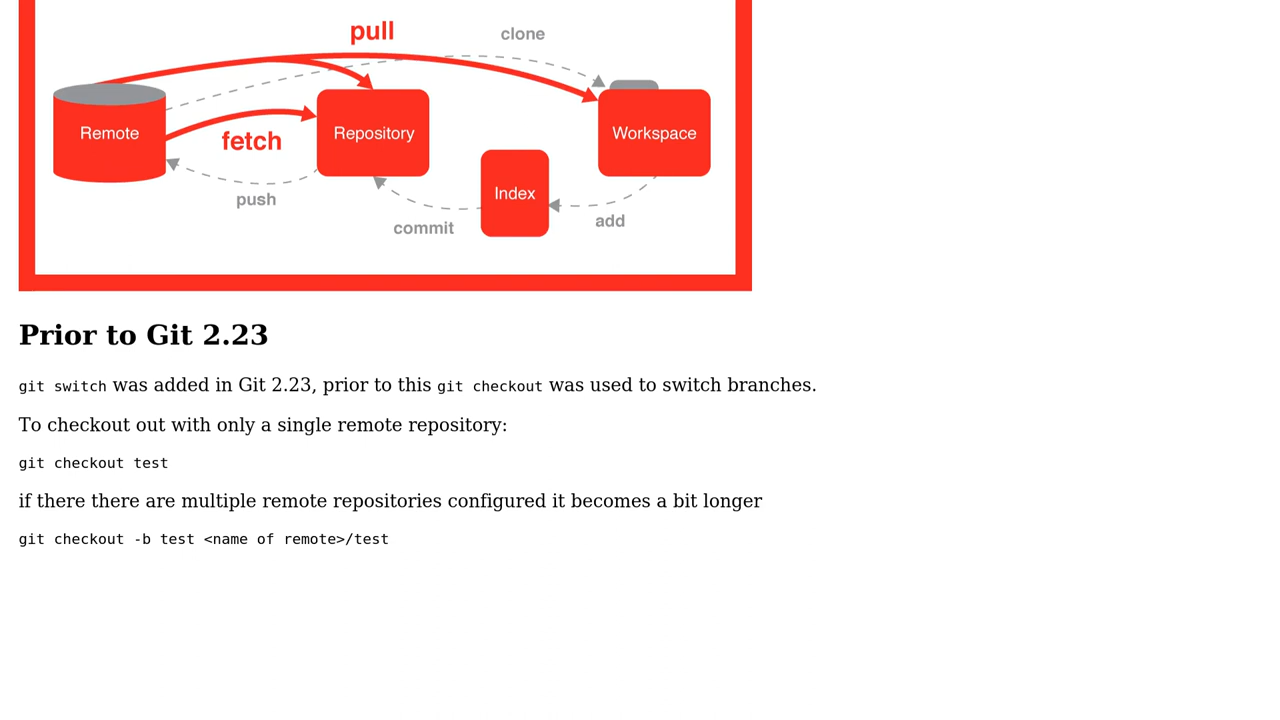 pull
clone
Remote
fetch
Repository
Workspace
push
Index
commit
add
Prior to Git 2.23
git switch was added in Git 2.23, prior to this git checkout was used to switch branches.
To checkout out with only a single remote repository:
git checkout test
if there there are multiple remote repositories configured it becomes a bit longer
git checkout -b test <name of remote>/test